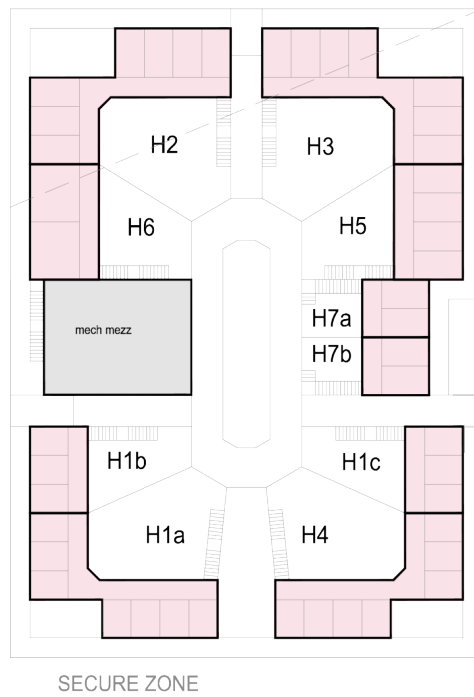 H2
H3
H6
H5
mech mezz
H7a
H7b
H1b
H1c
H1a
H4
SECURE ZONE